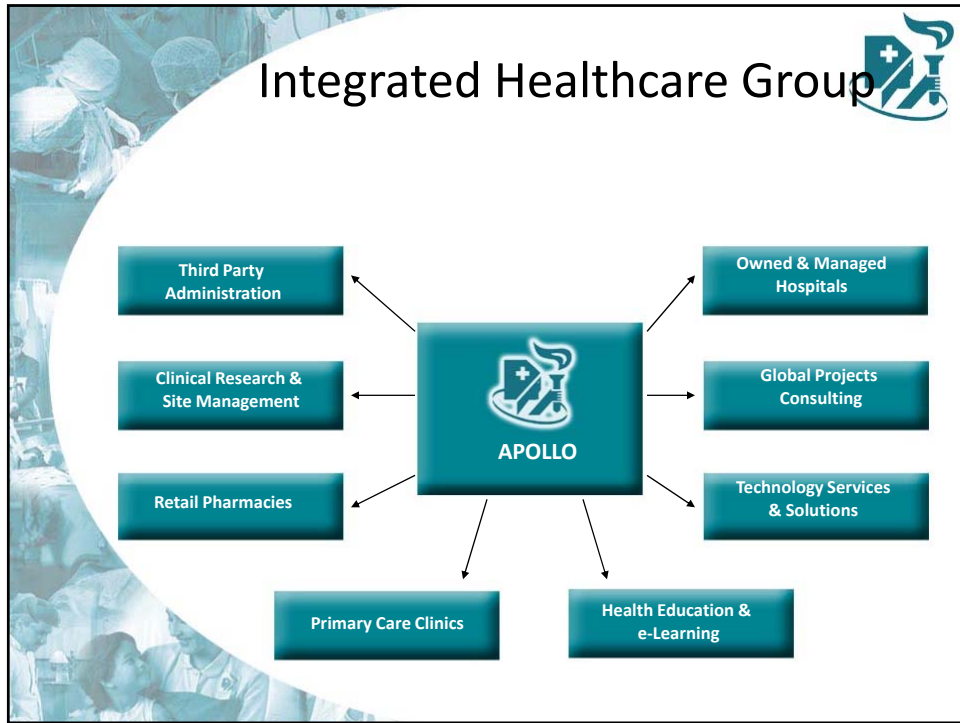 Integrated Healthcare Group
Third Party
Administration
Owned & Managed
Hospitals
Clinical Research &
Site Management
APOLLO
Global Projects
Consulting
Retail Pharmacies
Technology Services
& Solutions
Primary Care Clinics
Health Education &
e-Learning